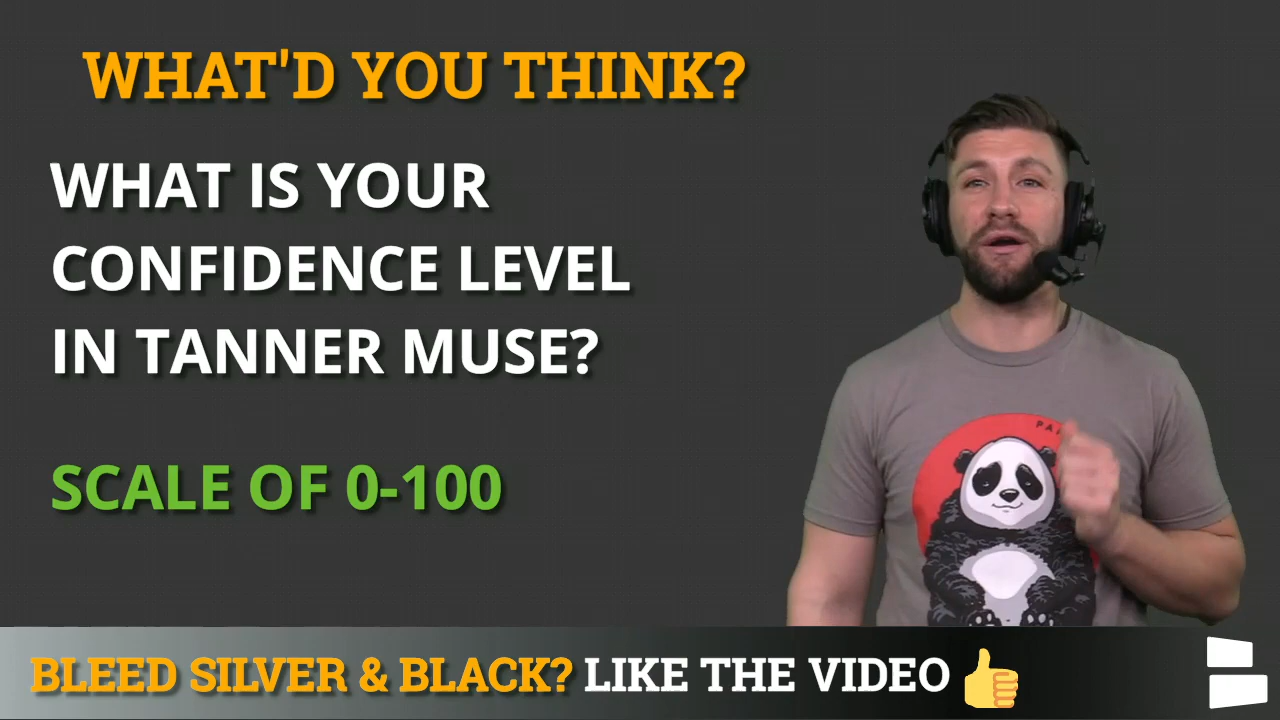 WHAT'D YOU THINK?
WHAT IS YOUR
CONFIDENCE LEVEL
IN TANNER MUSE?
SCALE OF 0-100
BLEED SILVER & BLACK? LIKE THE VIDEO